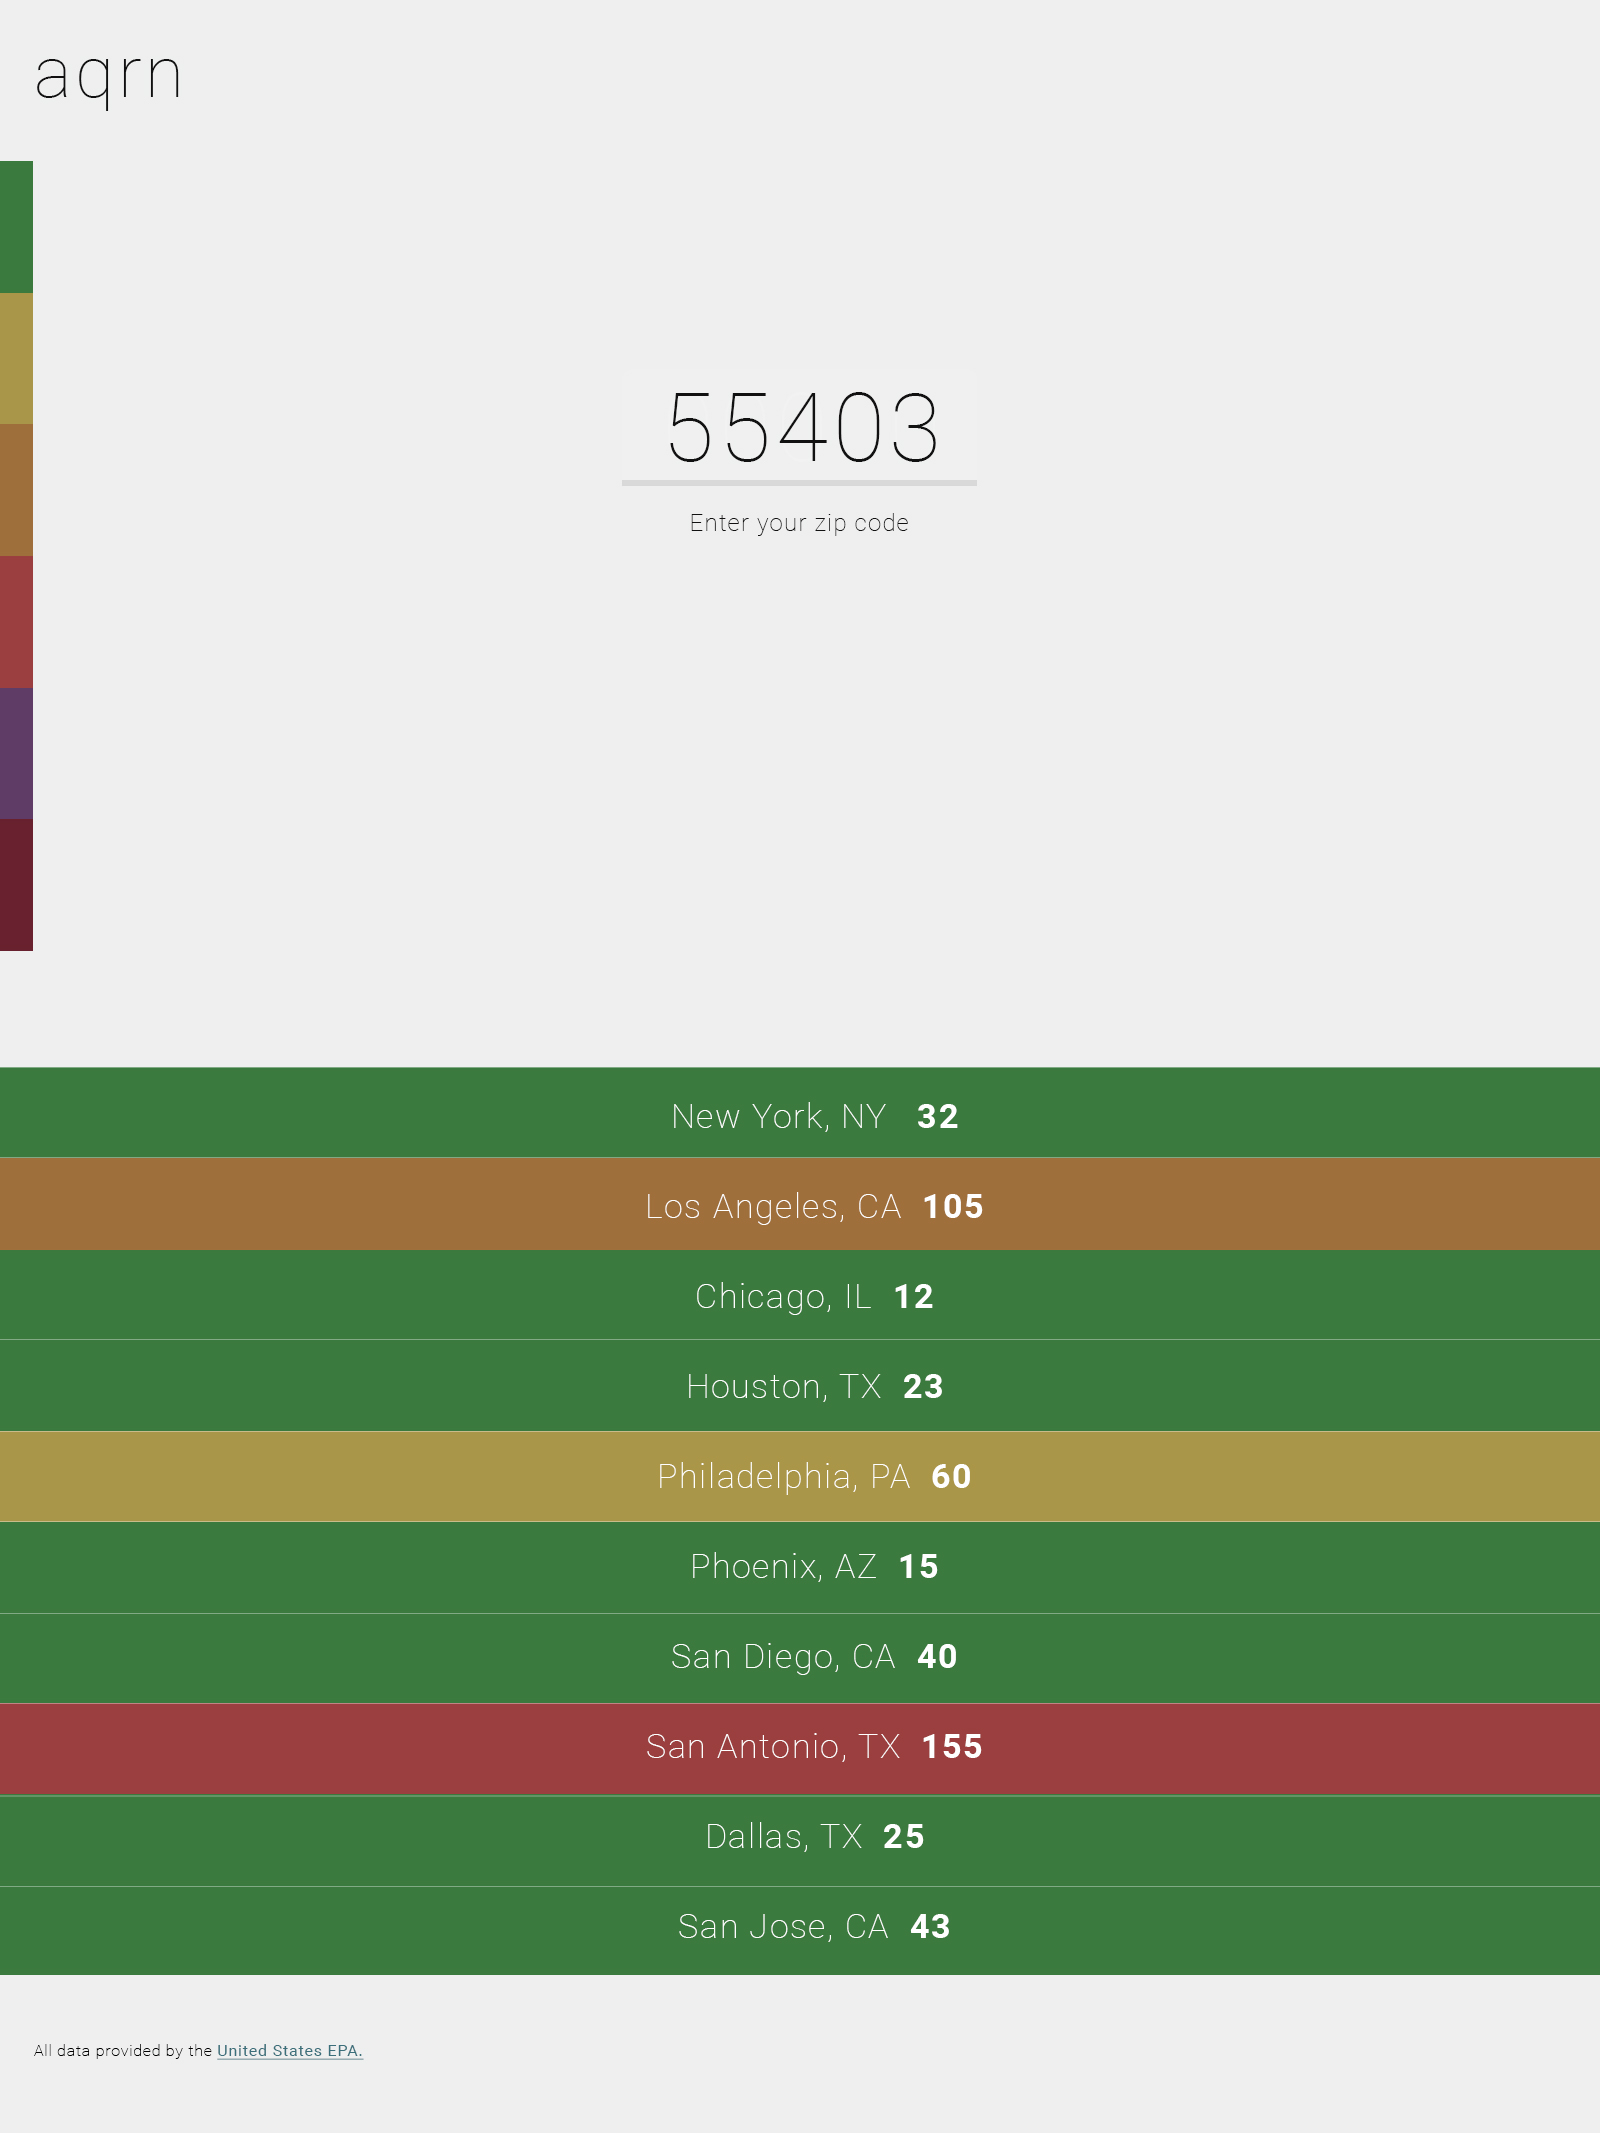 aqrn
55403
Enter your zip code
New York, NY 32
Los Angeles, CA 105
Chicago, IL 12
Houston, TX 23
Philadelphia, PA 60
Phoenix, AZ 15
San Diego, CA 40
San Antonio, TX 155
Dallas, TX 25
San Jose, CA 43
All data provided by the United States EPA.